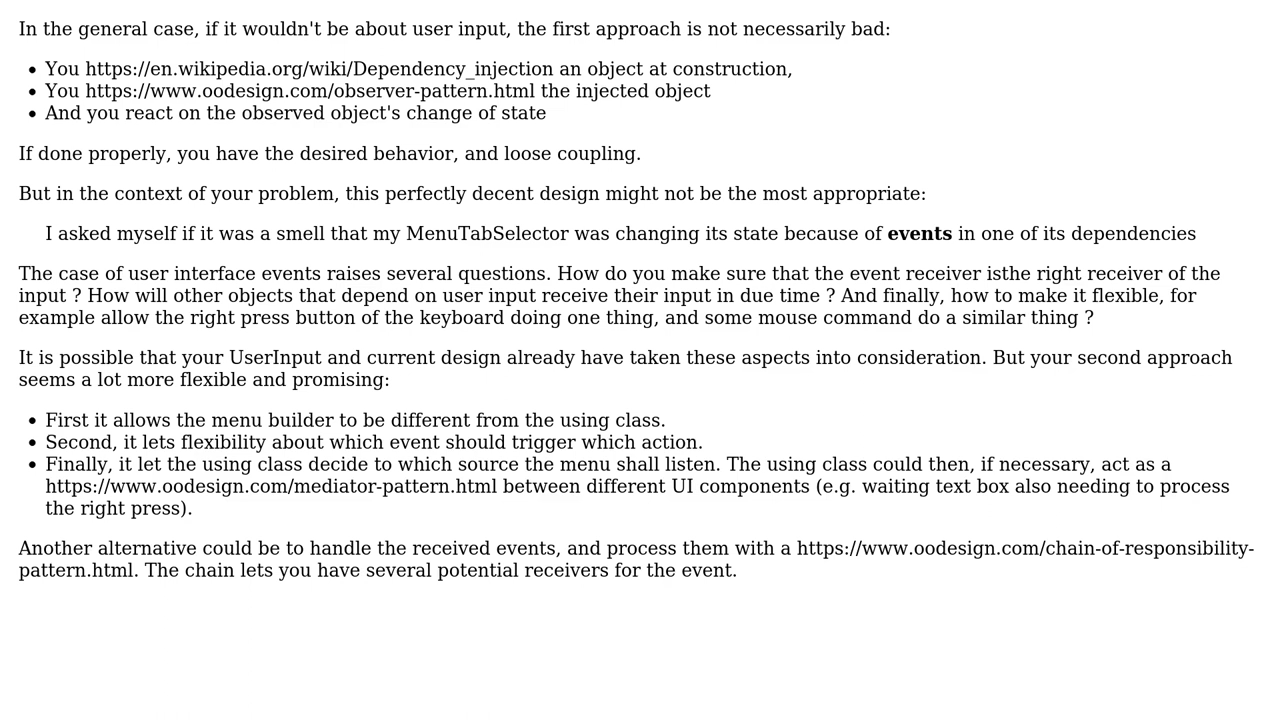 In the general case, if it wouldn't be about user input, the first approach is not necessarily bad:
• You https://en.wikipedia.org/wiki/Dependency_injection an object at construction,
• You https://www.oodesign.com/observer-pattern.html the injected object
• And you react on the observed object's change of state
If done properly, you have the desired behavior, and loose coupling.
But in the context of your problem, this perfectly decent design might not be the most appropriate:
I asked myself if it was a smell that my MenuTabSelector was changing its state because of events in one of its dependencies
The case of user interface events raises several questions. How do you make sure that the event receiver isthe right receiver of the
input ? How will other objects that depend on user input receive their input in due time ? And finally, how to make it flexible, for
example allow the right press button of the keyboard doing one thing, and some mouse command do a similar thing ?
It is possible that your UserInput and current design already have taken these aspects into consideration. But your second approach
seems a lot more flexible and promising:
• First it allows the menu builder to be different from the using class.
• Second, it lets flexibility about which event should trigger which action.
• Finally, it let the using class decide to which source the menu shall listen. The using class could then, if necessary, act as a
https://www.oodesign.com/mediator-pattern.html between different UI components (e.g. waiting text box also needing to process
the right press).
Another alternative could be to handle the received events, and process them with a https://www.oodesign.com/chain-of-responsibility-
pattern.html. The chain lets you have several potential receivers for the event.